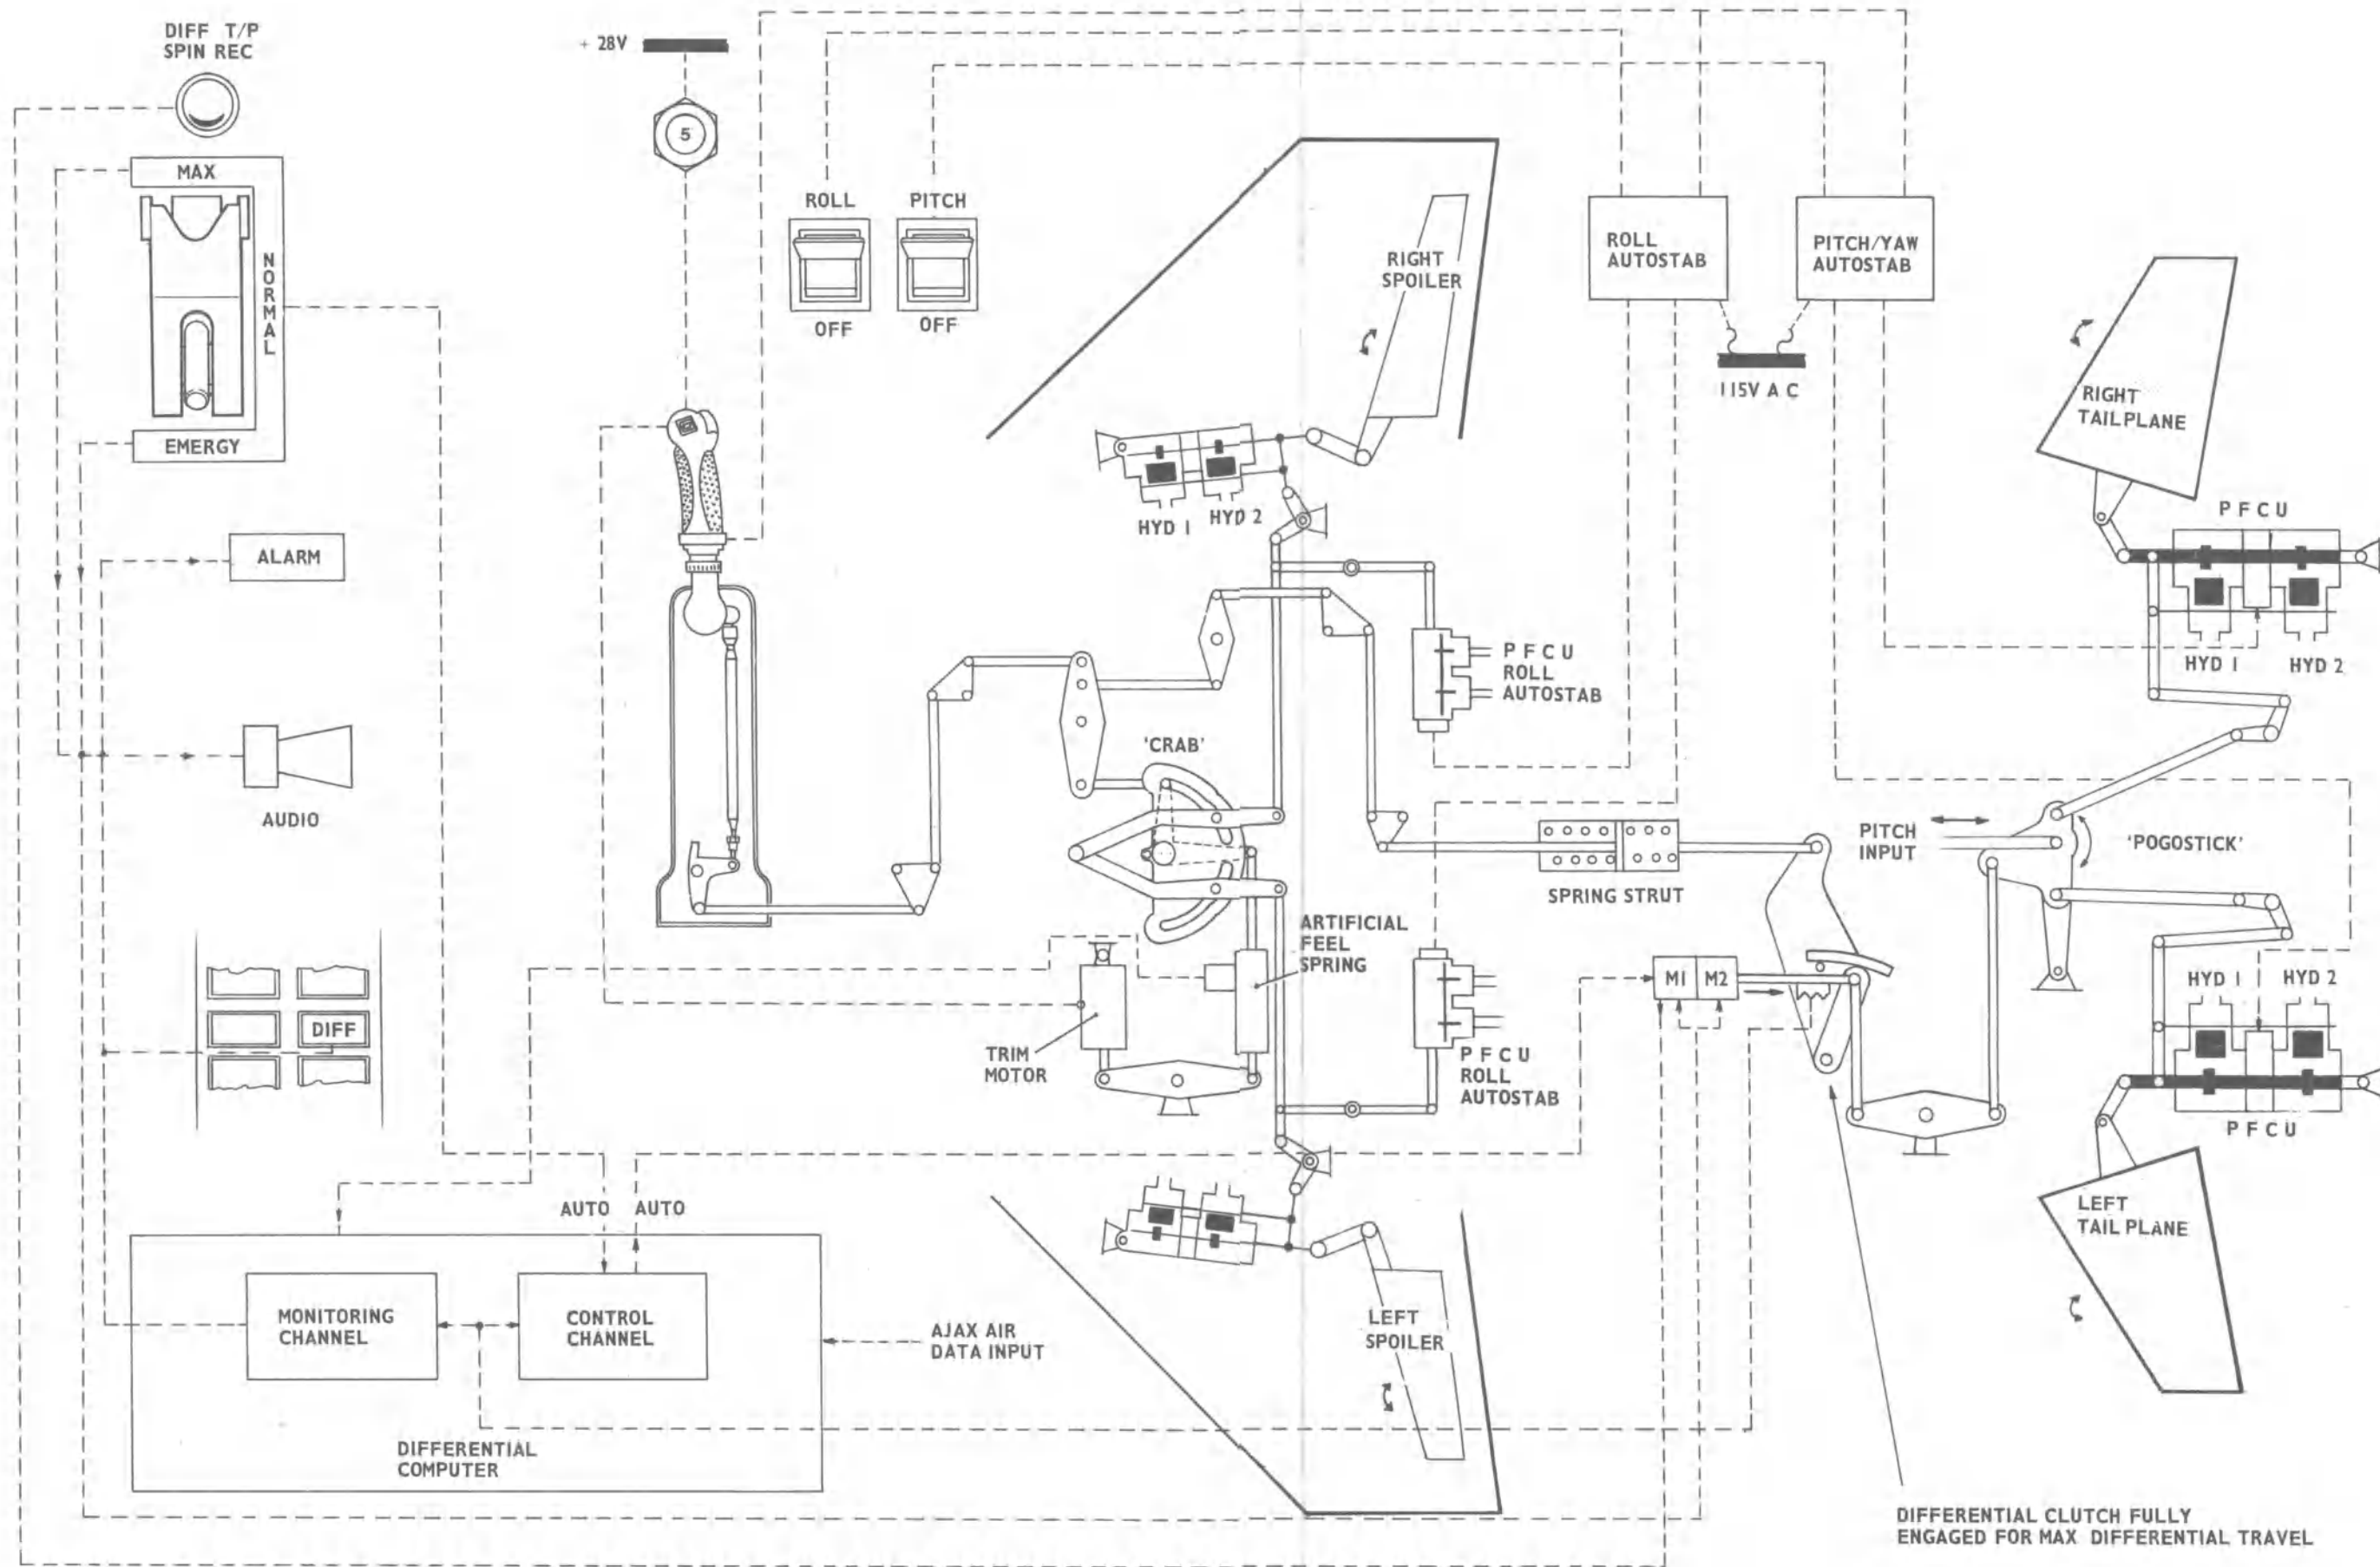 DIFF T/P
SPIN REC
+ 28V
5
MAX
NORMAL
EMERGY
ROLL
PITCH
OFF
OFF
RIGHT
SPOILER
ROLL
AUTOSTAB
PITCH/YAW
AUTOSTAB
115V A C
RIGHT
TAILPLANE
HYD 1
HYD 2
P F C U
HYD 1
HYD 2
ALARM
P F C U
ROLL
AUTOSTAB
'CRAB'
AUDIO
PITCH
INPUT
'POGOSTICK'
SPRING STRUT
ARTIFICIAL
FEEL
SPRING
M1
M2
HYD 1
HYD 2
DIFF
TRIM
MOTOR
P F C U
ROLL
AUTOSTAB
P F C U
AUTO
AUTO
LEFT
TAIL PLANE
MONITORING
CHANNEL
CONTROL
CHANNEL
AJAX AIR
DATA INPUT
LEFT
SPOILER
DIFFERENTIAL
COMPUTER
DIFFERENTIAL CLUTCH FULLY
ENGAGED FOR MAX DIFFERENTIAL TRAVEL